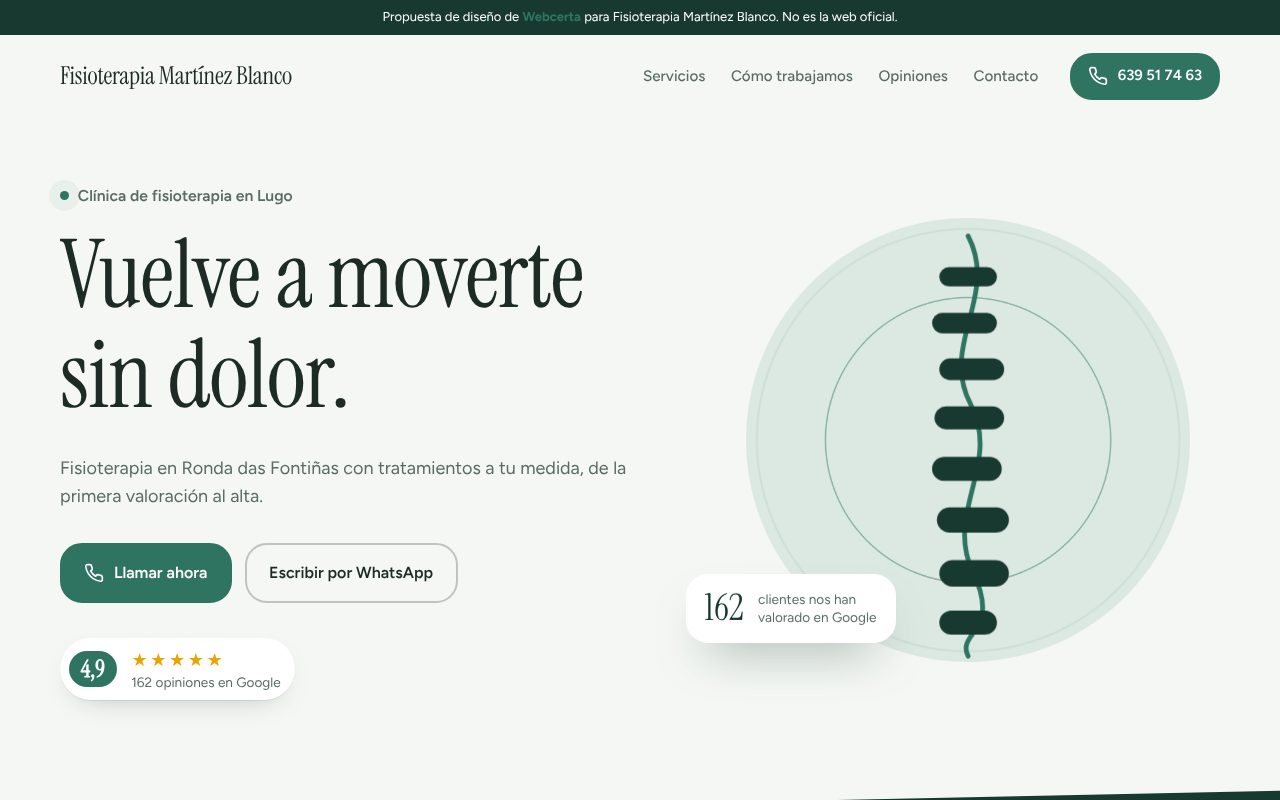 Propuesta de diseño de Webcerta para Fisioterapia Martínez Blanco. No es la web oficial.
Fisioterapia Martínez Blanco
Servicios
Cómo trabajamos
Opiniones
Contacto
639 51 74 63
Clínica de fisioterapia en Lugo
Vuelve a moverte
sin dolor.
Fisioterapia en Ronda das Fontiñas con tratamientos a tu medida, de la
primera valoración al alta.
Llamar ahora
Escribir por WhatsApp
4,9
162 opiniones en Google
162
clientes nos han
valorado en Google